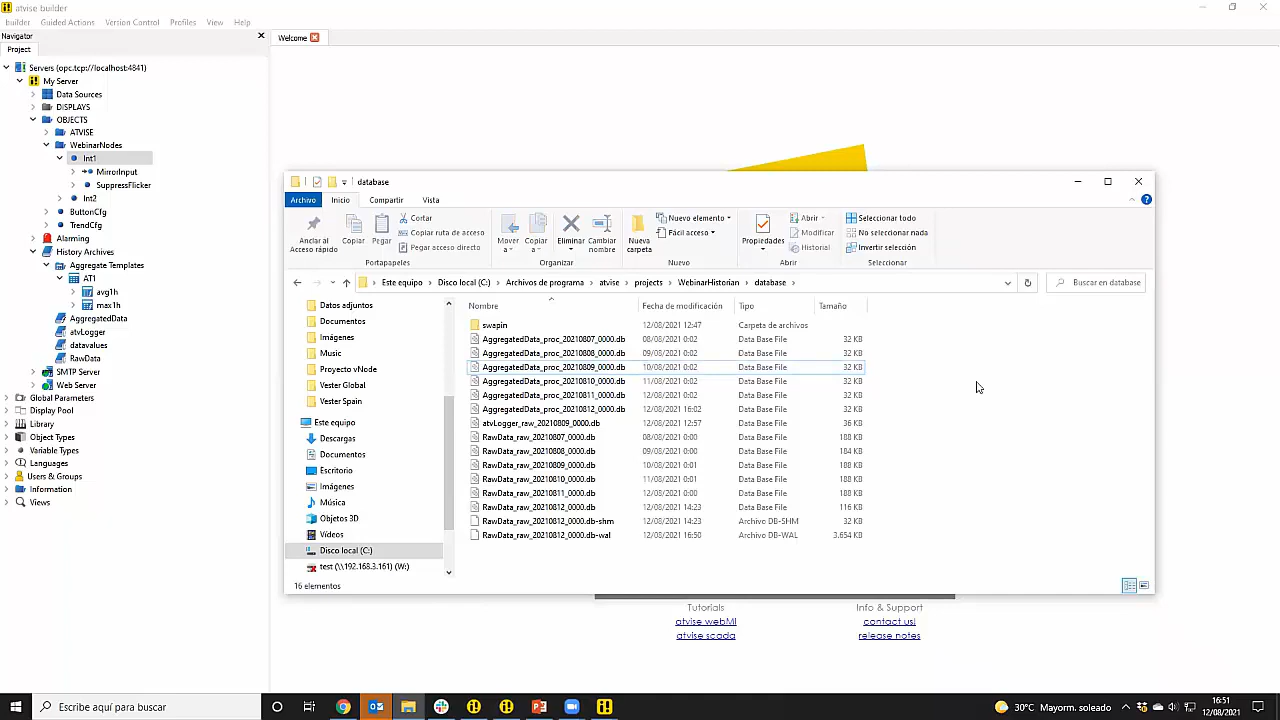 atvise builder
builder Guided Actions Version Control Profiles View Help
Navigator
Project
Servers (opc.tcp://localhost:4841)
My Server
Data Sources
DISPLAYS
OBJECTS
ATVISE
WebinarNodes
Int1
MirrorInput
SuppressFlicker
Int2
ButtonCfg
TrendCfg
Alarming
History Archives
Aggregate Templates
AT1
avg1h
max1h
AggregatedData
atvLogger
datavalues
RawData
SMTP Server
Web Server
Global Parameters
Display Pool
Library
Object Types
Variable Types
Languages
Users & Groups
Information
Views
Welcome
database
Archivo Inicio Compartir Vista
Anclar al Acceso rápido
Copiar
Pegar
Cortar
Copiar ruta de acceso
Pegar acceso directo
Portapapeles
Mover a
Copiar a
Eliminar
Cambiar nombre
Organizar
Nueva carpeta
Nuevo elemento
Fácil acceso
Nuevo
Propiedades
Abrir
Modificar
Historial
Abrir
Seleccionar todo
No seleccionar nada
Invertir selección
Seleccionar
Este equipo > Disco local (C:) > Archivos de programa > atvise > projects > WebinarHistorian > database >
Buscar en database
Datos adjuntos
Documentos
Imágenes
Music
Proyecto vNode
Vester Global
Vester Spain
Este equipo
Descargas
Documentos
Escritorio
Imágenes
Música
Objetos 3D
Vídeos
Disco local (C:)
test (\\192.168.3.161) (W:)
Nombre Fecha de modificación Tipo Tamaño
swapin 12/08/2021 12:47 Carpeta de archivos
AggregatedData_proc_20210807_0000.db 08/08/2021 0:02 Data Base File 32 KB
AggregatedData_proc_20210808_0000.db 09/08/2021 0:02 Data Base File 32 KB
AggregatedData_proc_20210809_0000.db 10/08/2021 0:02 Data Base File 32 KB
AggregatedData_proc_20210810_0000.db 11/08/2021 0:02 Data Base File 32 KB
AggregatedData_proc_20210811_0000.db 12/08/2021 0:02 Data Base File 32 KB
AggregatedData_proc_20210812_0000.db 12/08/2021 16:02 Data Base File 32 KB
atvLogger_raw_20210809_0000.db 12/08/2021 12:57 Data Base File 36 KB
RawData_raw_20210807_0000.db 08/08/2021 0:00 Data Base File 188 KB
RawData_raw_20210808_0000.db 09/08/2021 0:00 Data Base File 184 KB
RawData_raw_20210809_0000.db 10/08/2021 0:01 Data Base File 188 KB
RawData_raw_20210810_0000.db 11/08/2021 0:01 Data Base File 188 KB
RawData_raw_20210811_0000.db 12/08/2021 0:00 Data Base File 188 KB
RawData_raw_20210812_0000.db 12/08/2021 14:23 Data Base File 116 KB
RawData_raw_20210812_0000.db-shm 12/08/2021 14:23 Archivo DB-SHM 32 KB
RawData_raw_20210812_0000.db-wal 12/08/2021 16:50 Archivo DB-WAL 3.654 KB
16 elementos
Tutorials
atvise webMI
atvise scada
Info & Support
contact us!
release notes
Escribe aquí para buscar
30°C Mayorm. soleado
16:51
12/08/2021